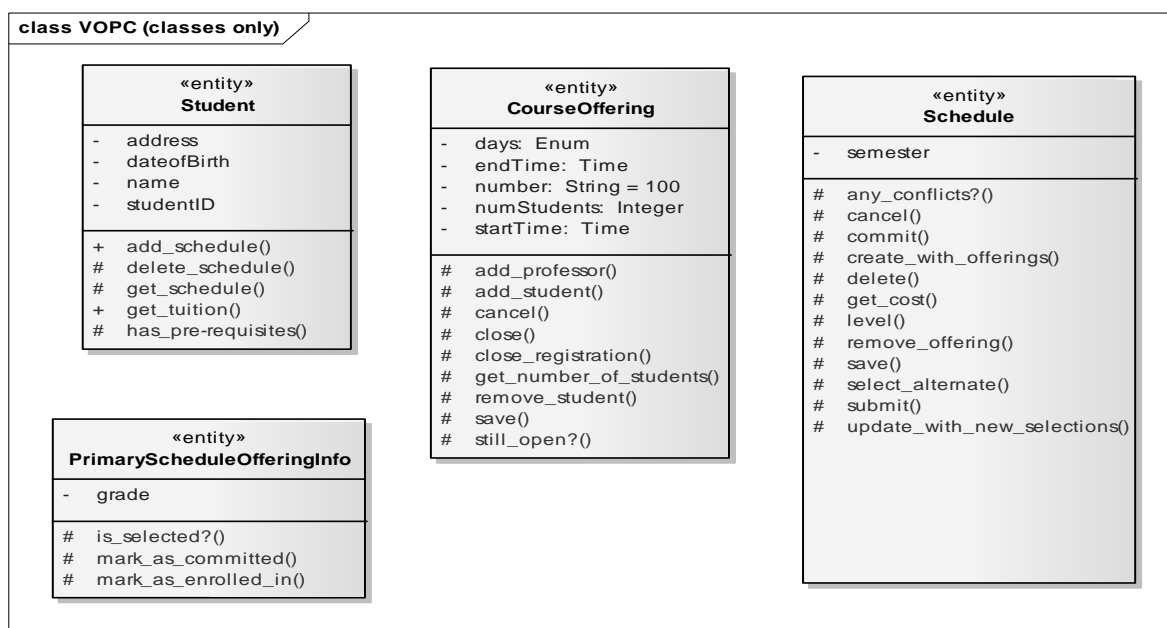 class VOPC (classes only)
«entity»
Student
- address
- dateofBirth
- name
- studentID
+ add_schedule()
# delete_schedule()
# get_schedule()
+ get_tuition()
# has_pre-requisites()
«entity»
CourseOffering
- days: Enum
- endTime: Time
- number: String = 100
- numStudents: Integer
- startTime: Time
# add_professor()
# add_student()
# cancel()
# close()
# close_registration()
# get_number_of_students()
# remove_student()
# save()
# still_open?()
«entity»
Schedule
- semester
# any_conflicts?()
# cancel()
# commit()
# create_with_offerings()
# delete()
# get_cost()
# level()
# remove_offering()
# save()
# select_alternate()
# submit()
# update_with_new_selections()
«entity»
PrimaryScheduleOfferingInfo
- grade
# is_selected?()
# mark_as_committed()
# mark_as_enrolled_in()